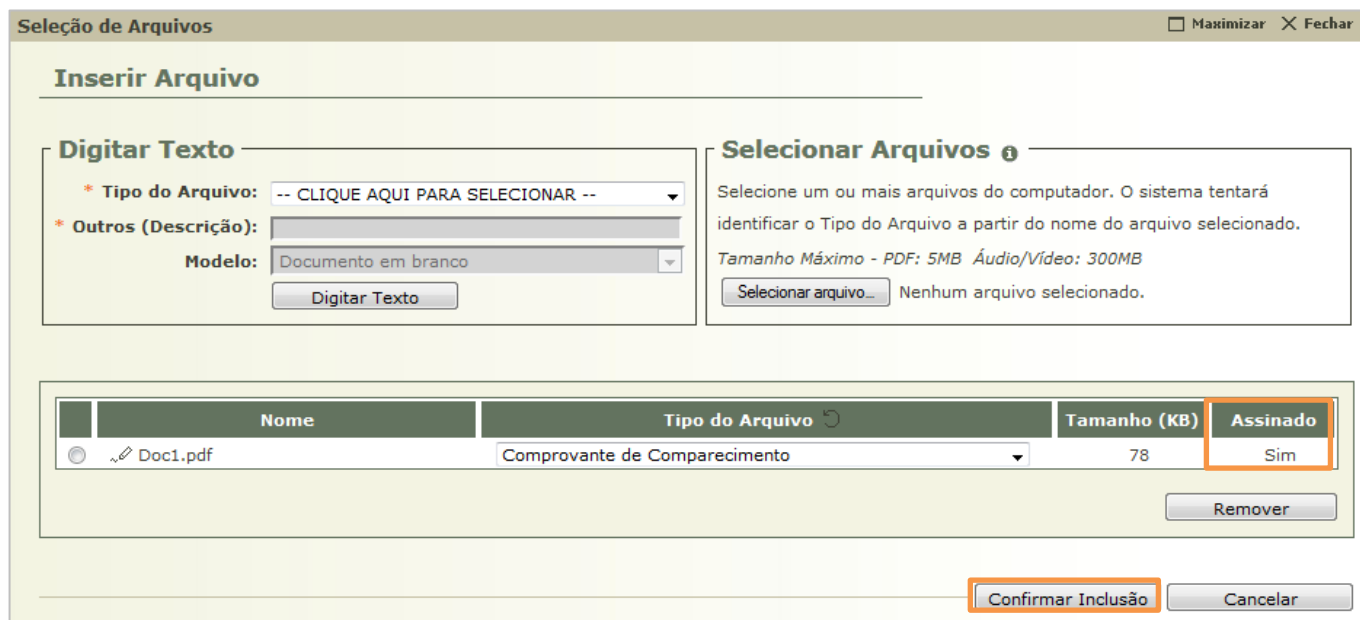 Seleção de Arquivos
Maximizar Fechar
Inserir Arquivo
Digitar Texto
* Tipo do Arquivo: -- CLIQUE AQUI PARA SELECIONAR --
* Outros (Descrição):
Modelo: Documento em branco
Digitar Texto
Selecionar Arquivos
Selecione um ou mais arquivos do computador. O sistema tentará
identificar o Tipo do Arquivo a partir do nome do arquivo selecionado.
Tamanho Máximo - PDF: 5MB Áudio/Vídeo: 300MB
Selecionar arquivo... Nenhum arquivo selecionado.
Nome Tipo do Arquivo Tamanho (KB) Assinado
Doc1.pdf Comprovante de Comparecimento 78 Sim
Remover
Confirmar Inclusão Cancelar